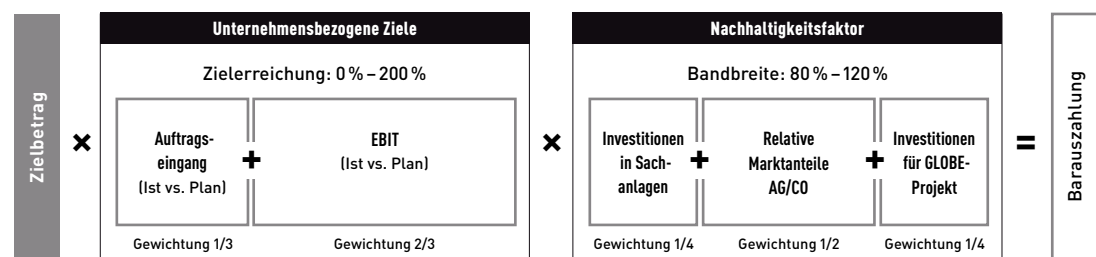 Zielbetrag
×
Unternehmensbezogene Ziele
Zielerreichung: 0 % – 200 %
Auftrags-
eingang
(Ist vs. Plan)
+
EBIT
(Ist vs. Plan)
Gewichtung 1/3
Gewichtung 2/3
×
Nachhaltigkeitsfaktor
Bandbreite: 80 % – 120 %
Investitionen
in Sach-
anlagen
+
Relative
Marktanteile
AG/CO
+
Investitionen
für GLOBE-
Projekt
Gewichtung 1/4
Gewichtung 1/2
Gewichtung 1/4
=
Barauszahlung